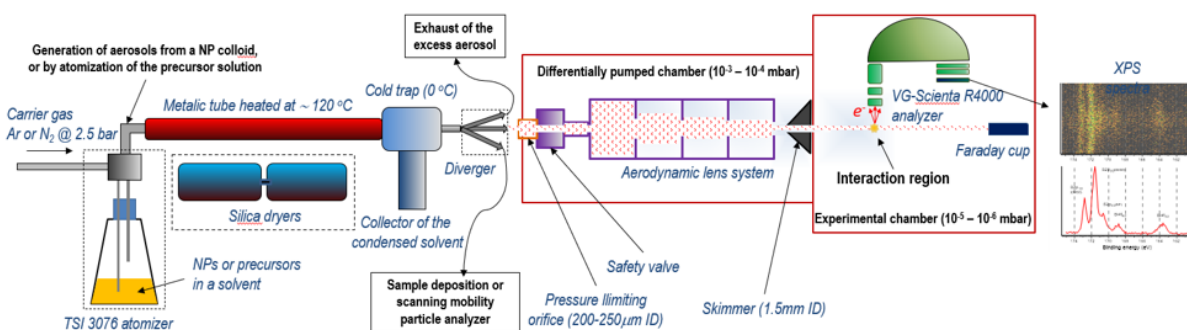 Generation of aerosols from a NP colloid,
or by atomization of the precursor solution
Carrier gas
Ar or N₂ @ 2.5 bar
Metalic tube heated at ~ 120 °C
Silica dryers
NPs or precursors
in a solvent
TSI 3076 atomizer
Exhaust of the
excess aerosol
Cold trap (0 °C)
Diverger
Collector of the
condensed solvent
Sample deposition or
scanning mobility
particle analyzer
Differentially pumped chamber (10⁻³ – 10⁻⁴ mbar)
Aerodynamic lens system
Safety valve
Pressure llimiting
orifice (200-250μm ID)
Skimmer (1.5mm ID)
VG-Scienta R4000
analyzer
e⁻
Faraday cup
Interaction region
Experimental chamber (10⁻⁵ – 10⁻⁶ mbar)
XPS
spectra
Binding energy (eV)